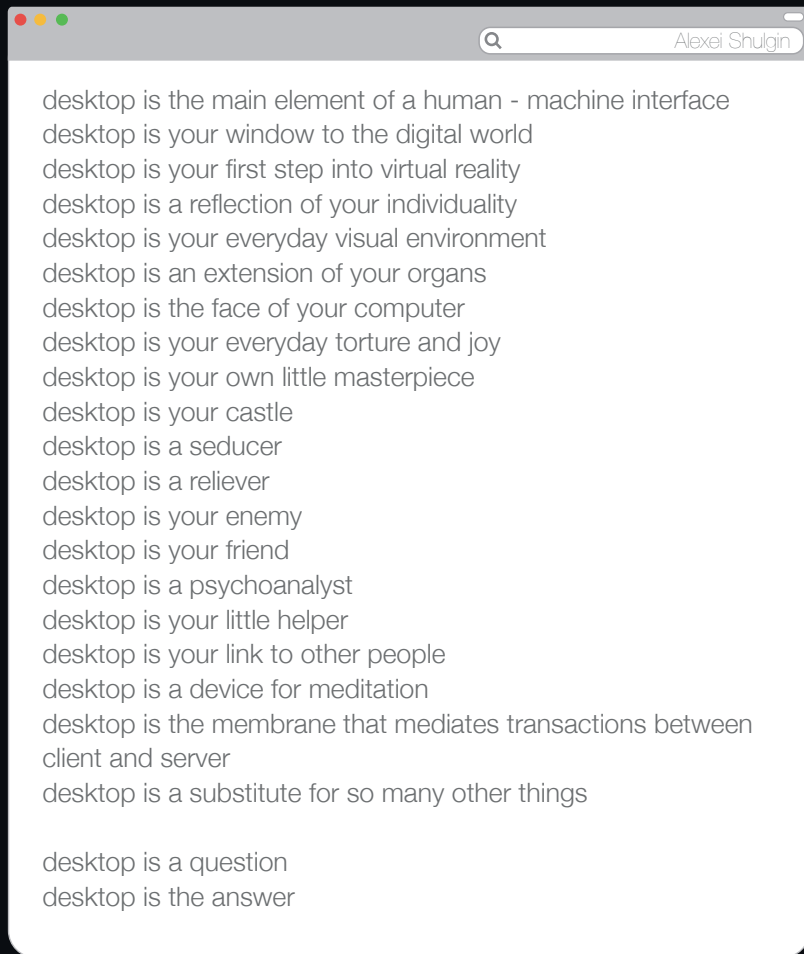 Alexei Shulgin
desktop is the main element of a human - machine interface
desktop is your window to the digital world
desktop is your first step into virtual reality
desktop is a reflection of your individuality
desktop is your everyday visual environment
desktop is an extension of your organs
desktop is the face of your computer
desktop is your everyday torture and joy
desktop is your own little masterpiece
desktop is your castle
desktop is a seducer
desktop is a reliever
desktop is your enemy
desktop is your friend
desktop is a psychoanalyst
desktop is your little helper
desktop is your link to other people
desktop is a device for meditation
desktop is the membrane that mediates transactions between
client and server
desktop is a substitute for so many other things
desktop is a question
desktop is the answer